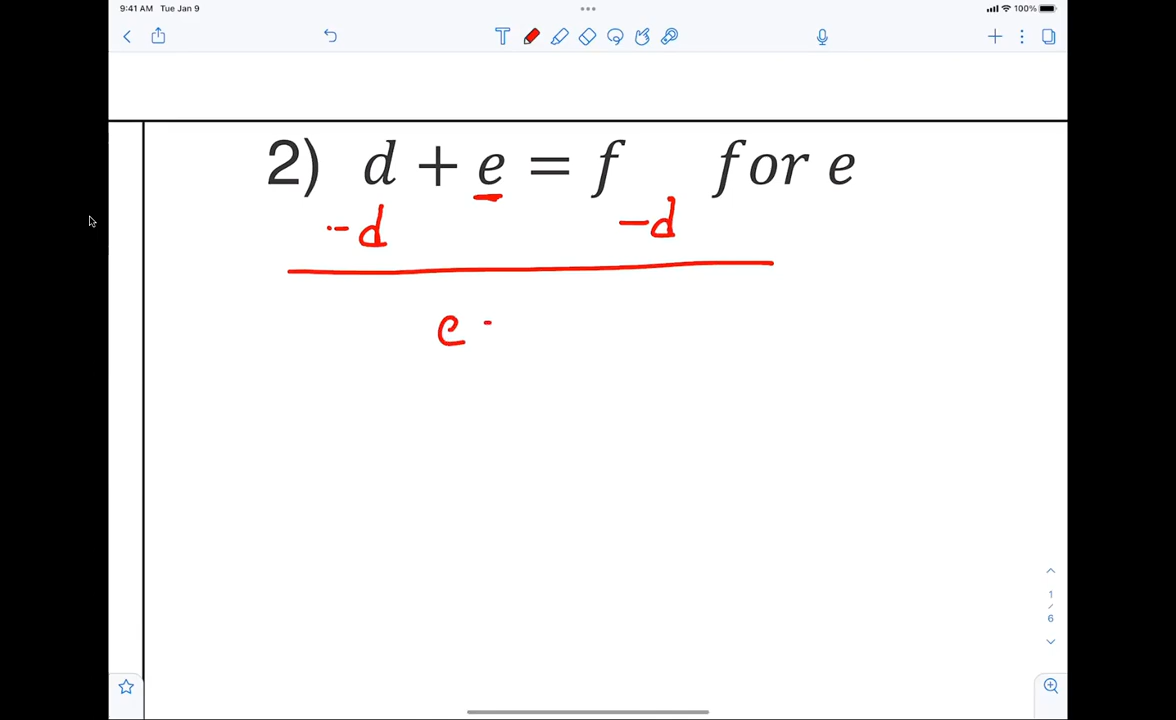 9:41 AM Tue Jan 9 100%
2) d + e = f for e
-d -d
e -
1
/
6